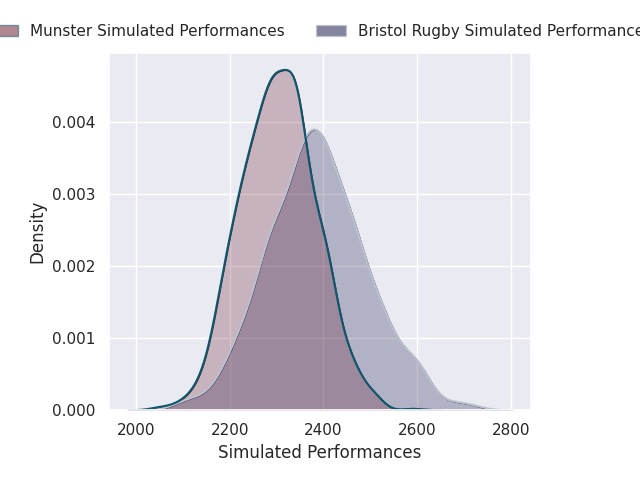 Munster Simulated Performances Bristol Rugby Simulated Performance
0.004
0.003
0.002
0.001
0.000
Density
2000 2200 2400 2600 2800
Simulated Performances